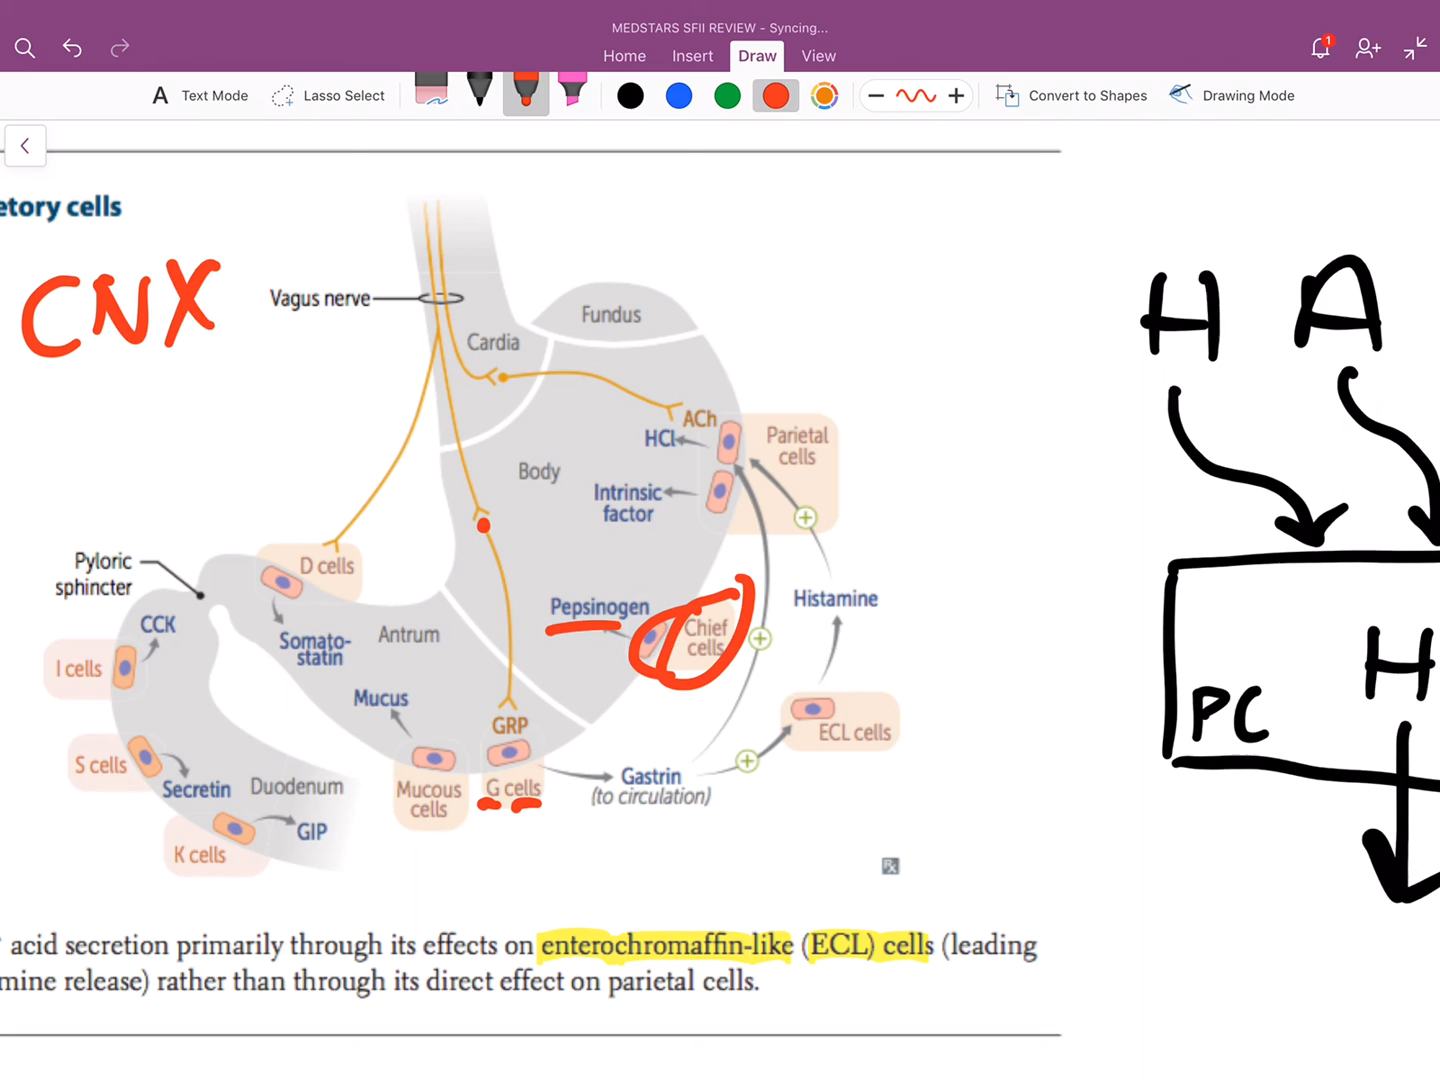 MEDSTARS SFII REVIEW - Syncing...
Home Insert Draw View
1
A Text Mode Lasso Select Convert to Shapes Drawing Mode
etory cells
CNX
Vagus nerve
Fundus
Cardia
ACh
HCl
Parietal
cells
Body
Intrinsic
factor
Pyloric
sphincter
D cells
Somato-
statin
Antrum
Pepsinogen
Chief
cells
Histamine
CCK
I cells
Mucus
GRP
ECL cells
S cells
Secretin
Duodenum
Mucous
cells
G cells
Gastrin
(to circulation)
GIP
K cells
Rx
H A
H
PC
acid secretion primarily through its effects on enterochromaffin-like (ECL) cells (leading
mine release) rather than through its direct effect on parietal cells.